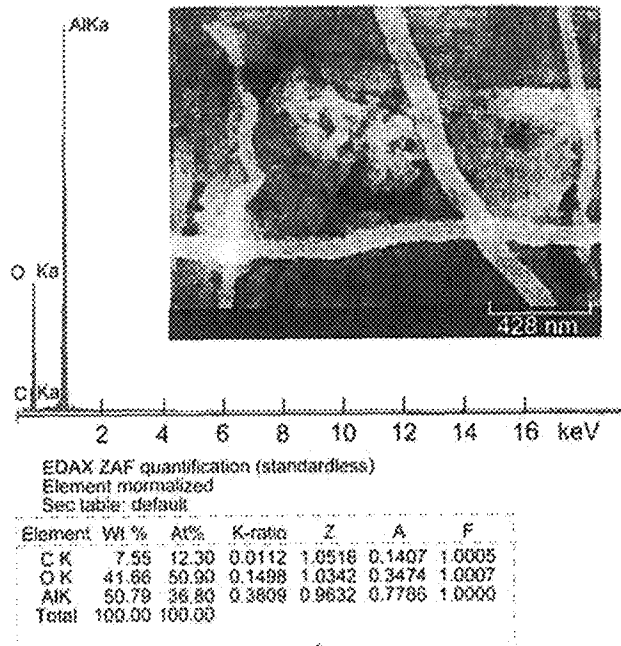 AlKa
428 nm
O Ka
C Ka
2 4 6 8 10 12 14 16 keV
EDAX ZAF quantification (standardless)
Element mormalized
Sec table: default
Element Wt % At% K-ratio Z A F
C K 7.55 12.30 0.0112 1.0518 0.1407 1.0005
O K 41.66 50.90 0.1498 1.0342 0.3474 1.0007
AlK 50.79 36.80 0.3809 0.9632 0.7786 1.0000
Total 100.00 100.00